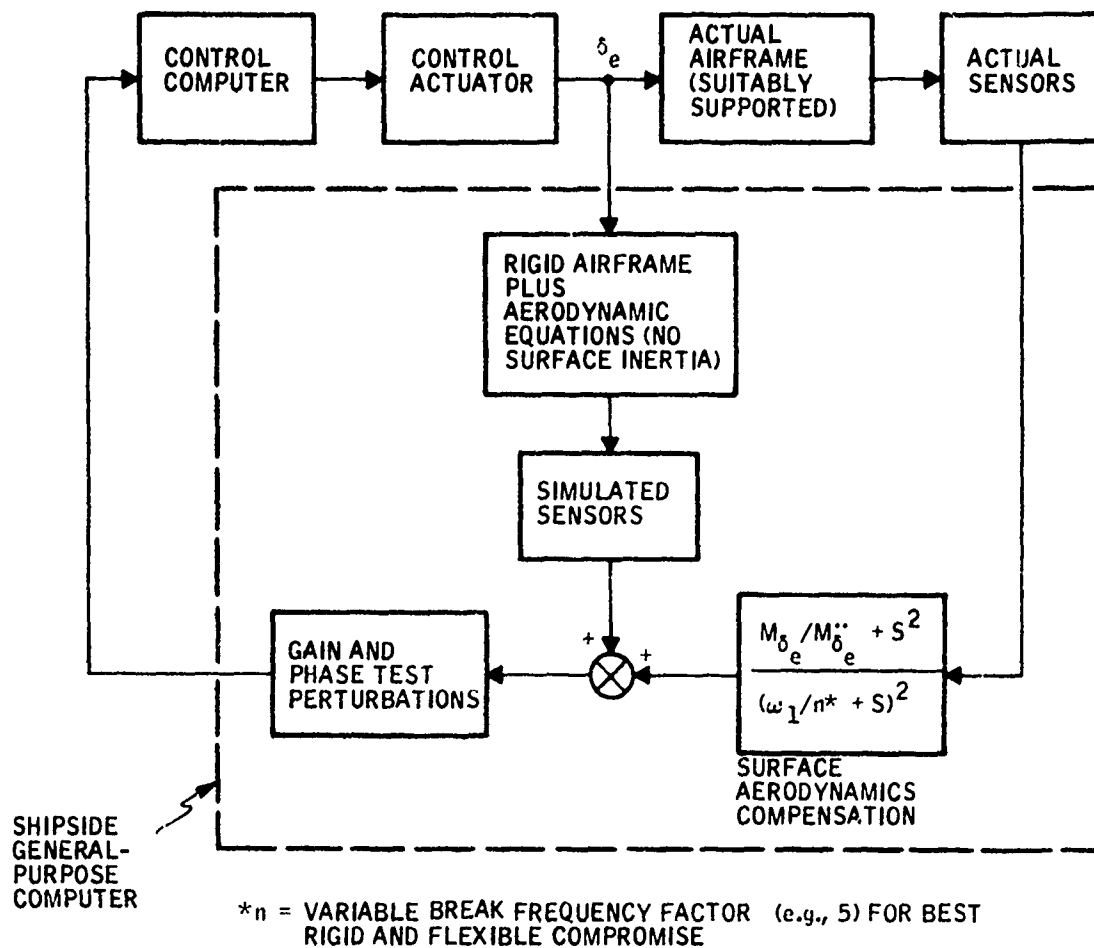 CONTROL
COMPUTER
CONTROL
ACTUATOR
δe
ACTUAL
AIRFRAME
(SUITABLY
SUPPORTED)
ACTUAL
SENSORS
RIGID AIRFRAME
PLUS
AERODYNAMIC
EQUATIONS (NO
SURFACE INERTIA)
SIMULATED
SENSORS
+
+
GAIN AND
PHASE TEST
PERTURBATIONS
Mδe/Mδ̈e + S²
(ω1/n* + S)²
SURFACE
AERODYNAMICS
COMPENSATION
SHIPSIDE
GENERAL-
PURPOSE
COMPUTER
*n = VARIABLE BREAK FREQUENCY FACTOR (e.g., 5) FOR BEST
RIGID AND FLEXIBLE COMPROMISE